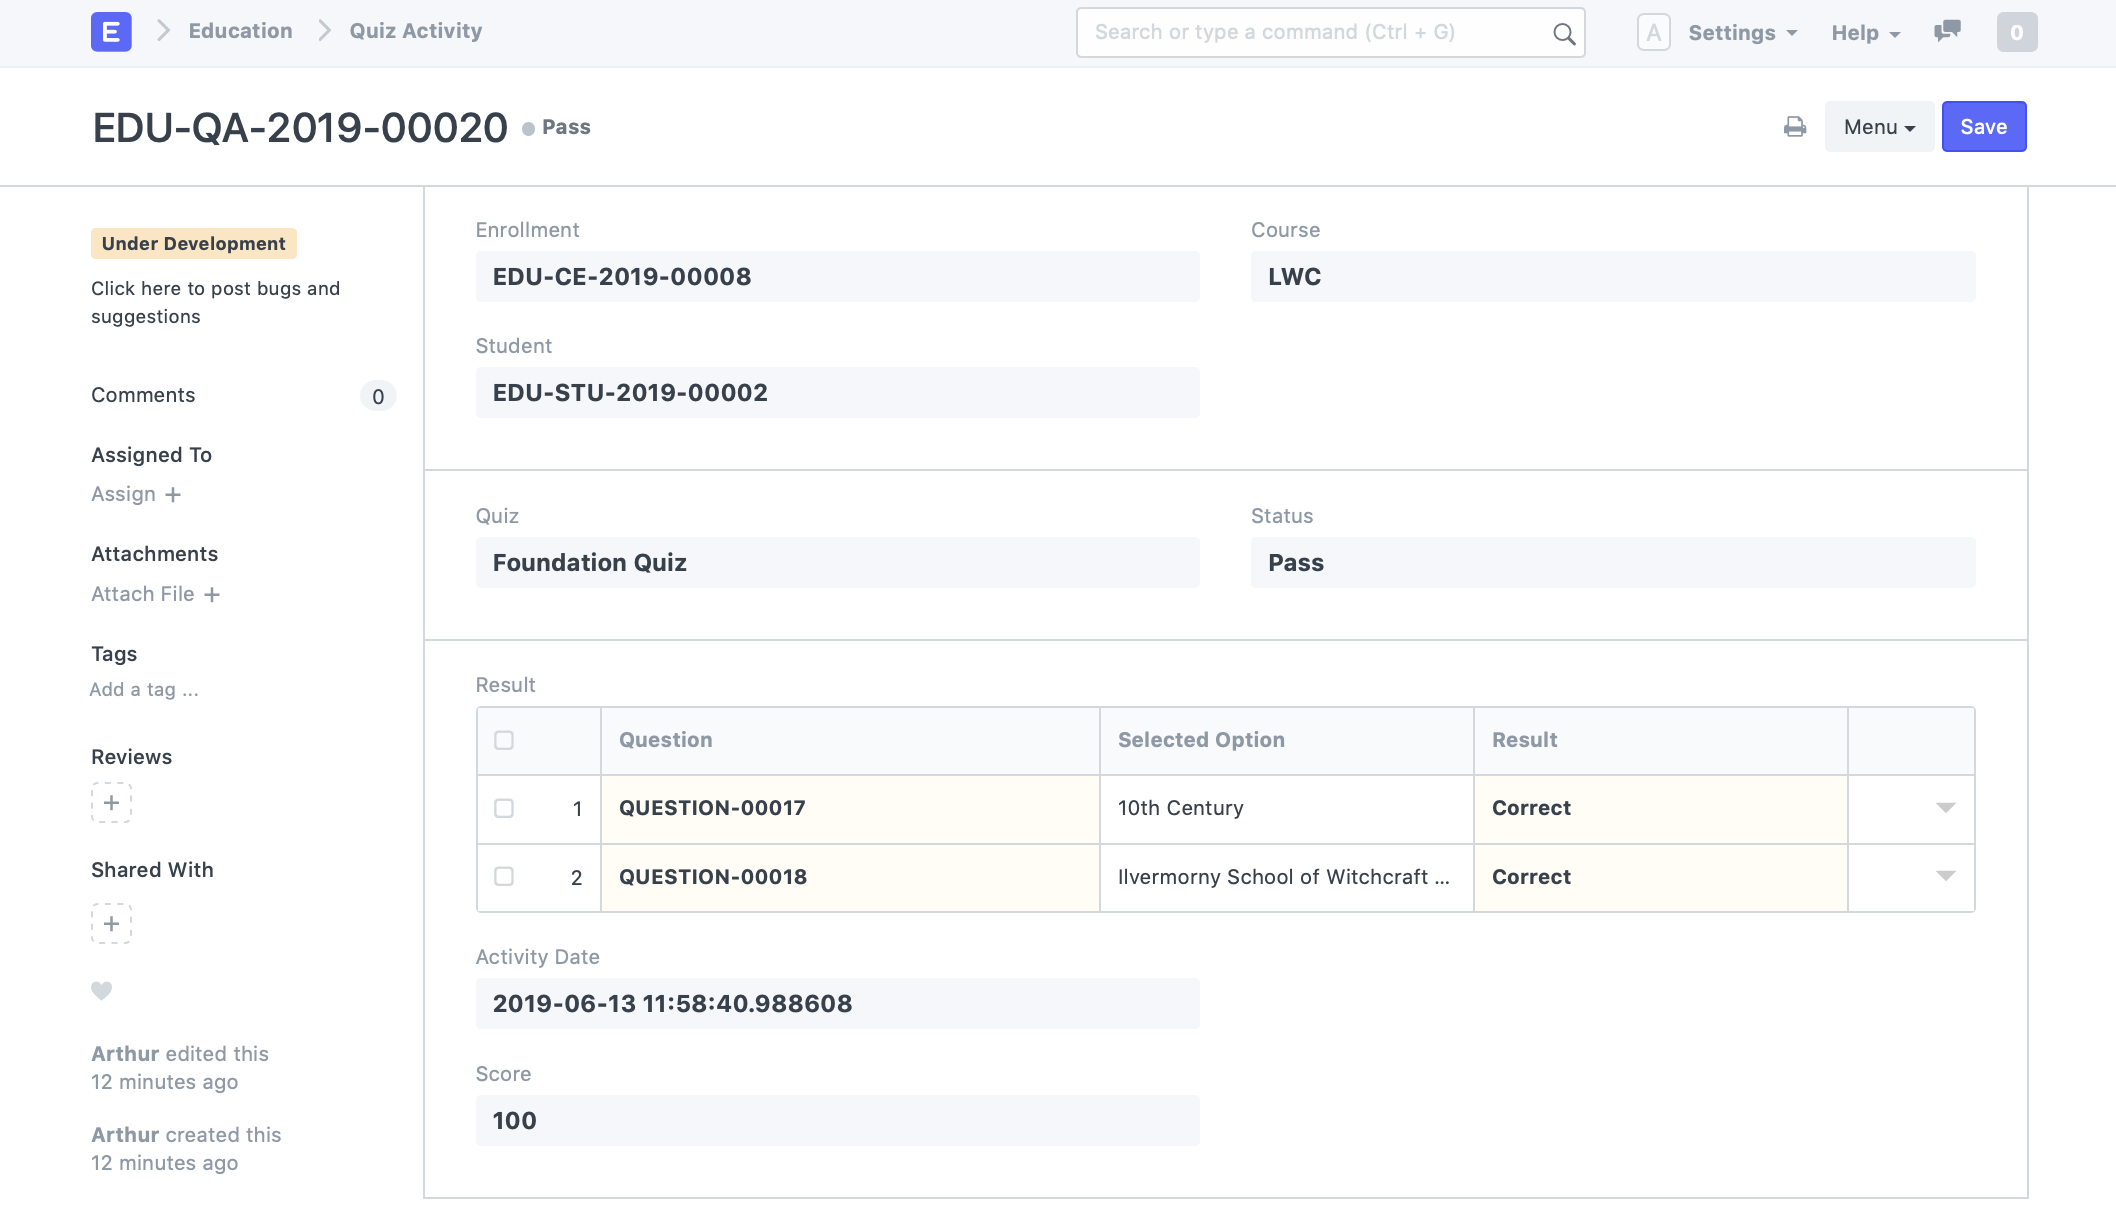 E
Education
Quiz Activity
Search or type a command (Ctrl + G)
A
Settings
Help
0
EDU-QA-2019-00020
Pass
Menu
Save
Under Development
Click here to post bugs and
suggestions
Comments
0
Assigned To
Assign +
Attachments
Attach File +
Tags
Add a tag ...
Reviews
+
Shared With
+
Arthur edited this
12 minutes ago
Arthur created this
12 minutes ago
Enrollment
EDU-CE-2019-00008
Course
LWC
Student
EDU-STU-2019-00002
Quiz
Foundation Quiz
Status
Pass
Result
Question Selected Option Result
1 QUESTION-00017 10th Century Correct
2 QUESTION-00018 Ilvermorny School of Witchcraft ... Correct
Activity Date
2019-06-13 11:58:40.988608
Score
100